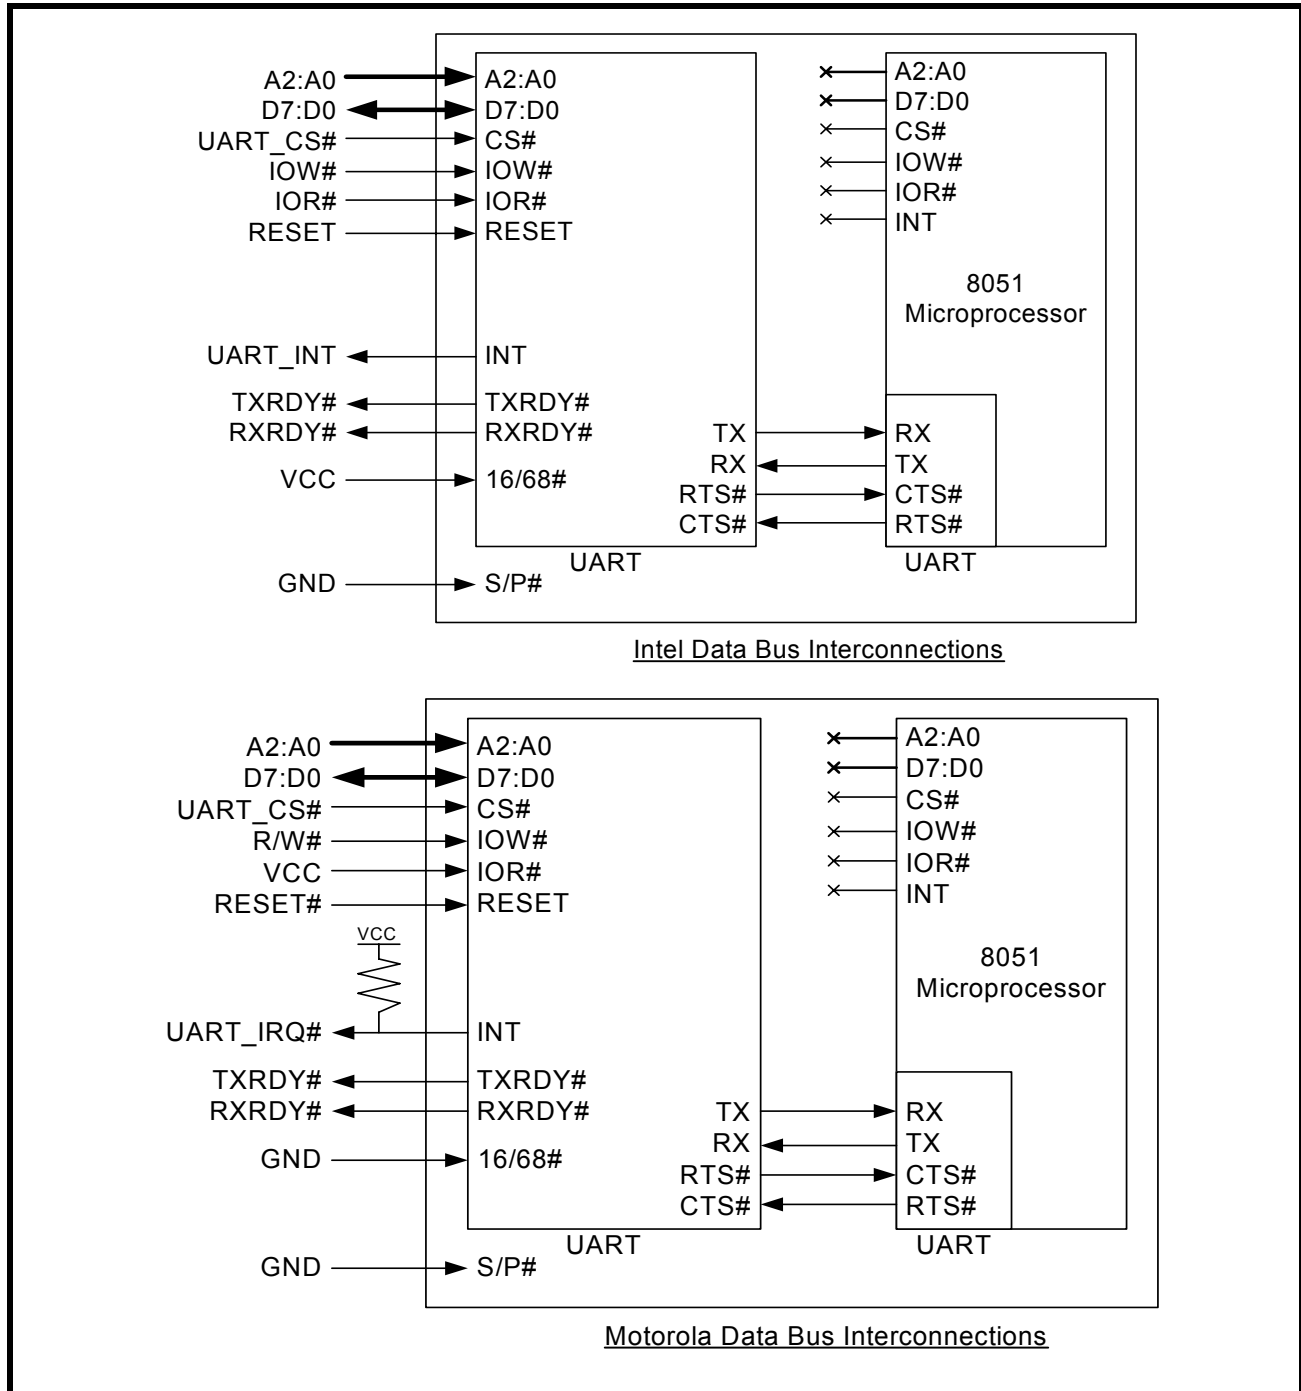 A2:A0 A2:A0 A2:A0
D7:D0 D7:D0 D7:D0
UART_CS# CS# CS#
IOW# IOW# IOW#
IOR# IOR# IOR#
RESET RESET INT
8051
Microprocessor
UART_INT INT
TXRDY# TXRDY#
RXRDY# RXRDY# TX RX
RX TX
VCC 16/68# RTS# CTS#
CTS# RTS#
UART UART
GND S/P#
Intel Data Bus Interconnections
A2:A0 A2:A0 A2:A0
D7:D0 D7:D0 D7:D0
UART_CS# CS# CS#
R/W# IOW# IOW#
VCC IOR# IOR#
RESET# RESET INT
VCC
8051
Microprocessor
UART_IRQ# INT
TXRDY# TXRDY#
RXRDY# RXRDY# TX RX
RX TX
GND 16/68# RTS# CTS#
CTS# RTS#
UART UART
GND S/P#
Motorola Data Bus Interconnections